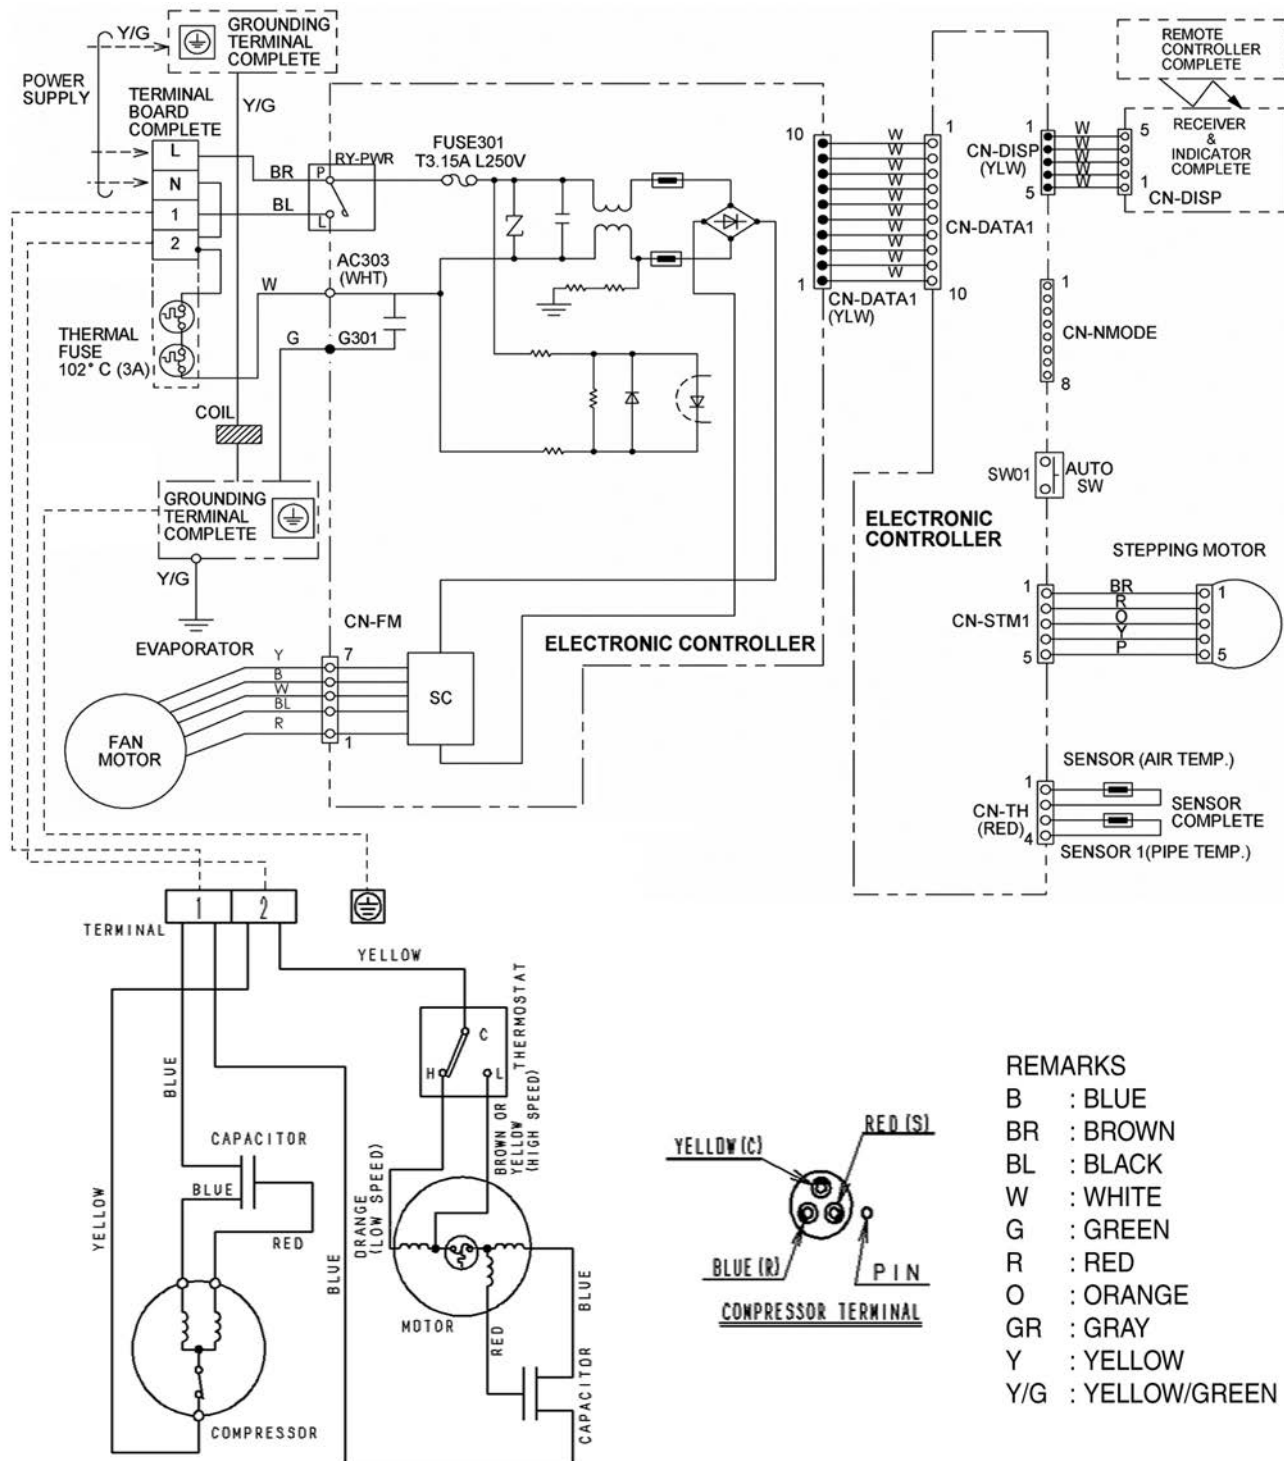 Y/G
GROUNDING
TERMINAL
COMPLETE
POWER
SUPPLY
Y/G
TERMINAL
BOARD
COMPLETE
L
N
1
2
BR
BL
RY-PWR
P
L
FUSE301
T3.15A L250V
AC303
(WHT)
W
G
G301
THERMAL
FUSE
102° C (3A)
COIL
GROUNDING
TERMINAL
COMPLETE
Y/G
EVAPORATOR
CN-FM
7
1
Y
B
W
BL
R
SC
FAN
MOTOR
ELECTRONIC CONTROLLER
10
1
CN-DATA1
(YLW)
W
W
W
W
W
W
W
W
W
W
1
10
CN-DATA1
1
CN-DISP
(YLW)
5
W
W
W
W
W
5
1
CN-DISP
REMOTE
CONTROLLER
COMPLETE
RECEIVER
&
INDICATOR
COMPLETE
1
CN-NMODE
8
SW01
AUTO
SW
ELECTRONIC
CONTROLLER
STEPPING MOTOR
1
CN-STM1
5
BR
R
O
Y
P
1
5
SENSOR (AIR TEMP.)
1
CN-TH
(RED)
4
SENSOR
COMPLETE
SENSOR 1(PIPE TEMP.)
1
2
TERMINAL
YELLOW
THERMOSTAT
C
H
L
BLUE
CAPACITOR
BLUE
RED
YELLOW
BLUE
COMPRESSOR
ORANGE
(LOW SPEED)
BROWN OR
YELLOW
(HIGH SPEED)
MOTOR
RED
BLUE
CAPACITOR
YELLOW (C)
RED (S)
BLUE (R)
PIN
COMPRESSOR TERMINAL
REMARKS
B : BLUE
BR : BROWN
BL : BLACK
W : WHITE
G : GREEN
R : RED
O : ORANGE
GR : GRAY
Y : YELLOW
Y/G : YELLOW/GREEN